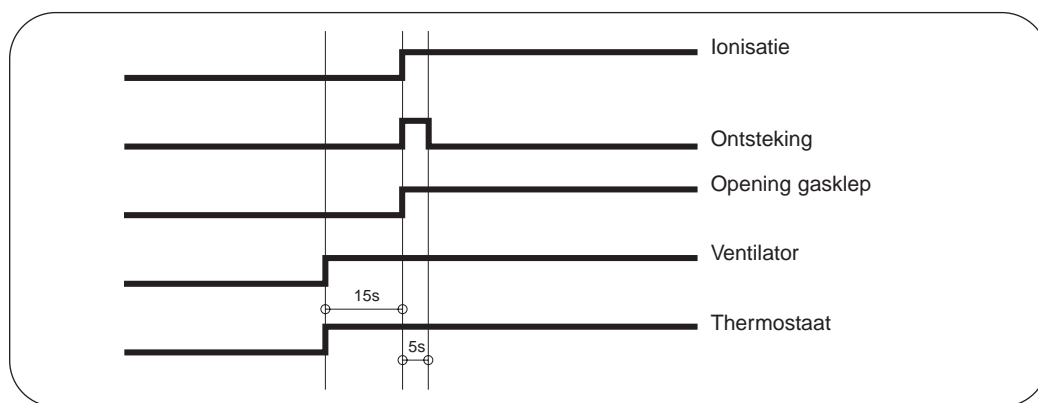 Ionisatie
Ontsteking
Opening gasklep
Ventilator
15s
Thermostaat
5s